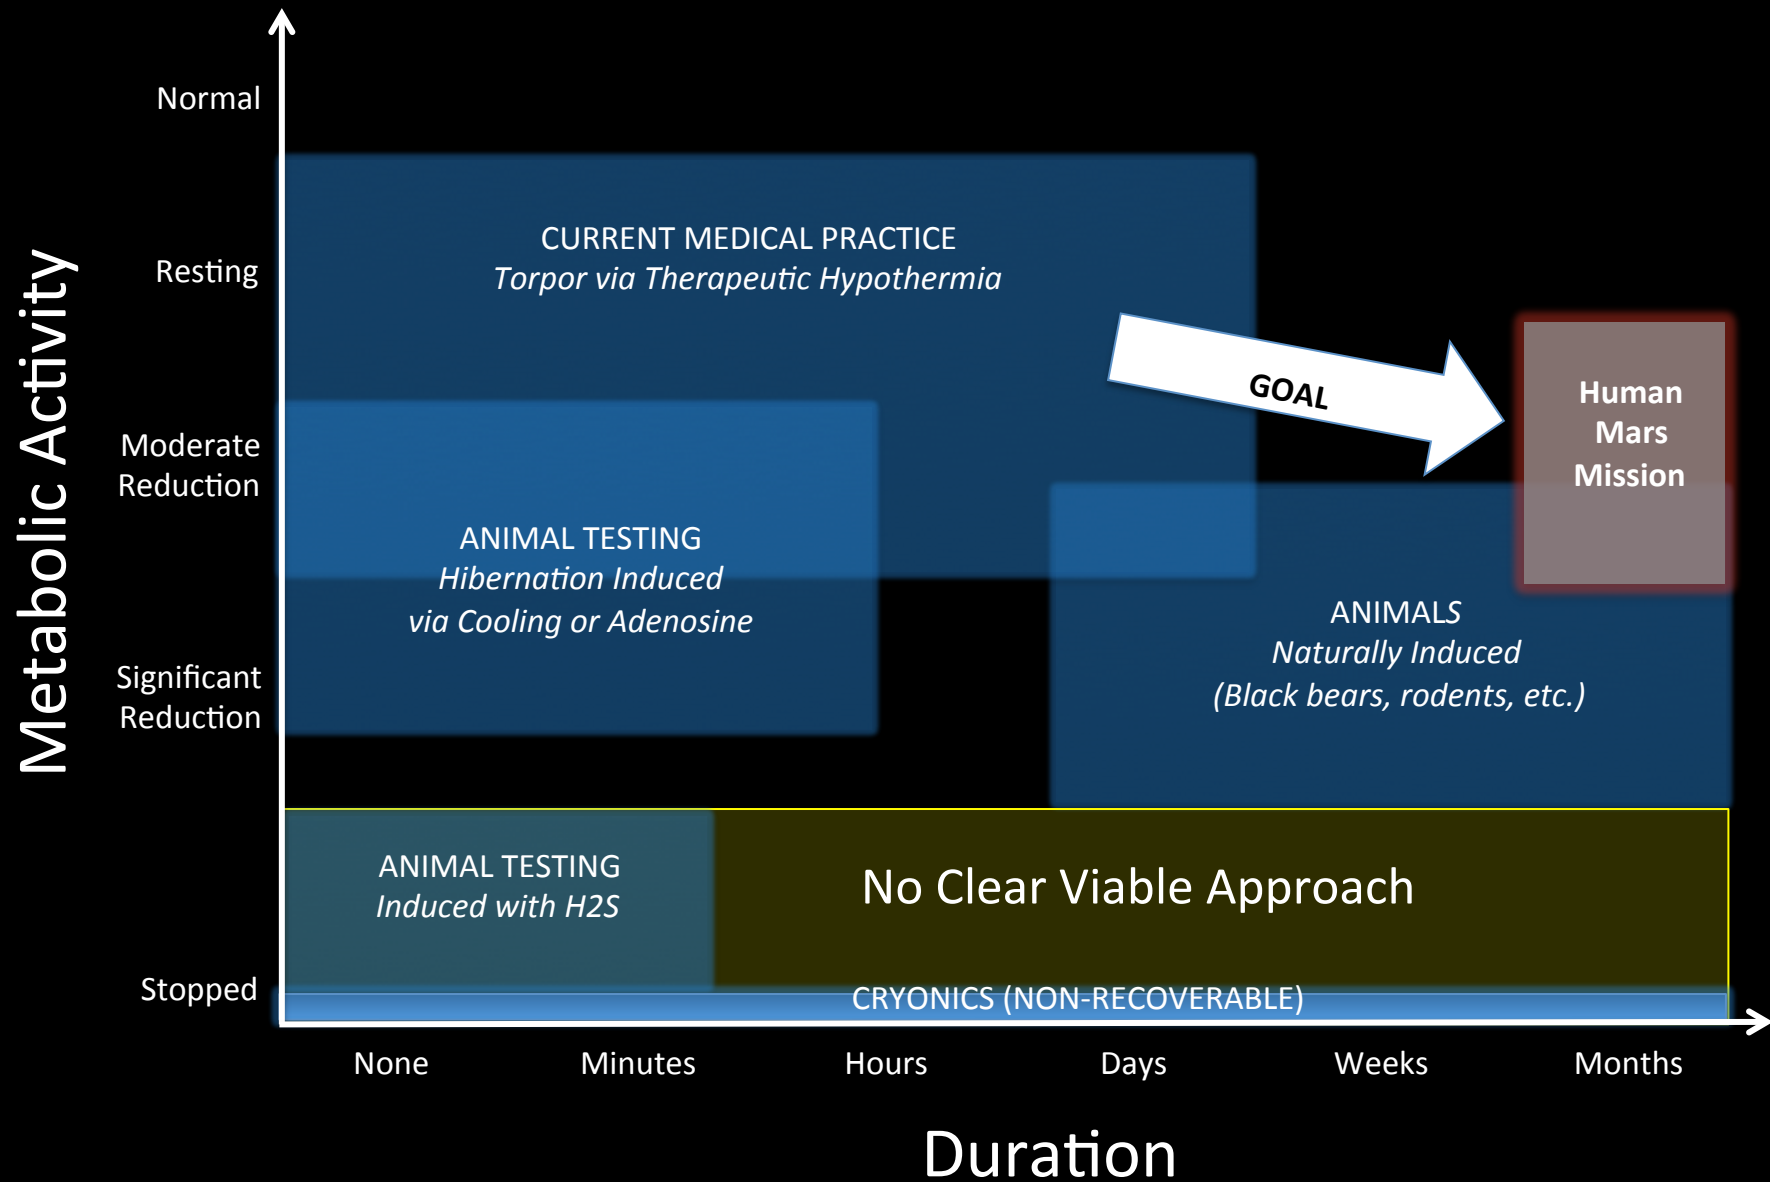 Metabolic Activity
Normal
Resting
Moderate
Reduction
Significant
Reduction
Stopped
CURRENT MEDICAL PRACTICE
Torpor via Therapeutic Hypothermia
GOAL
Human
Mars
Mission
ANIMAL TESTING
Hibernation Induced
via Cooling or Adenosine
ANIMALS
Naturally Induced
(Black bears, rodents, etc.)
ANIMAL TESTING
Induced with H2S
No Clear Viable Approach
CRYONICS (NON-RECOVERABLE)
None
Minutes
Hours
Days
Weeks
Months
Duration